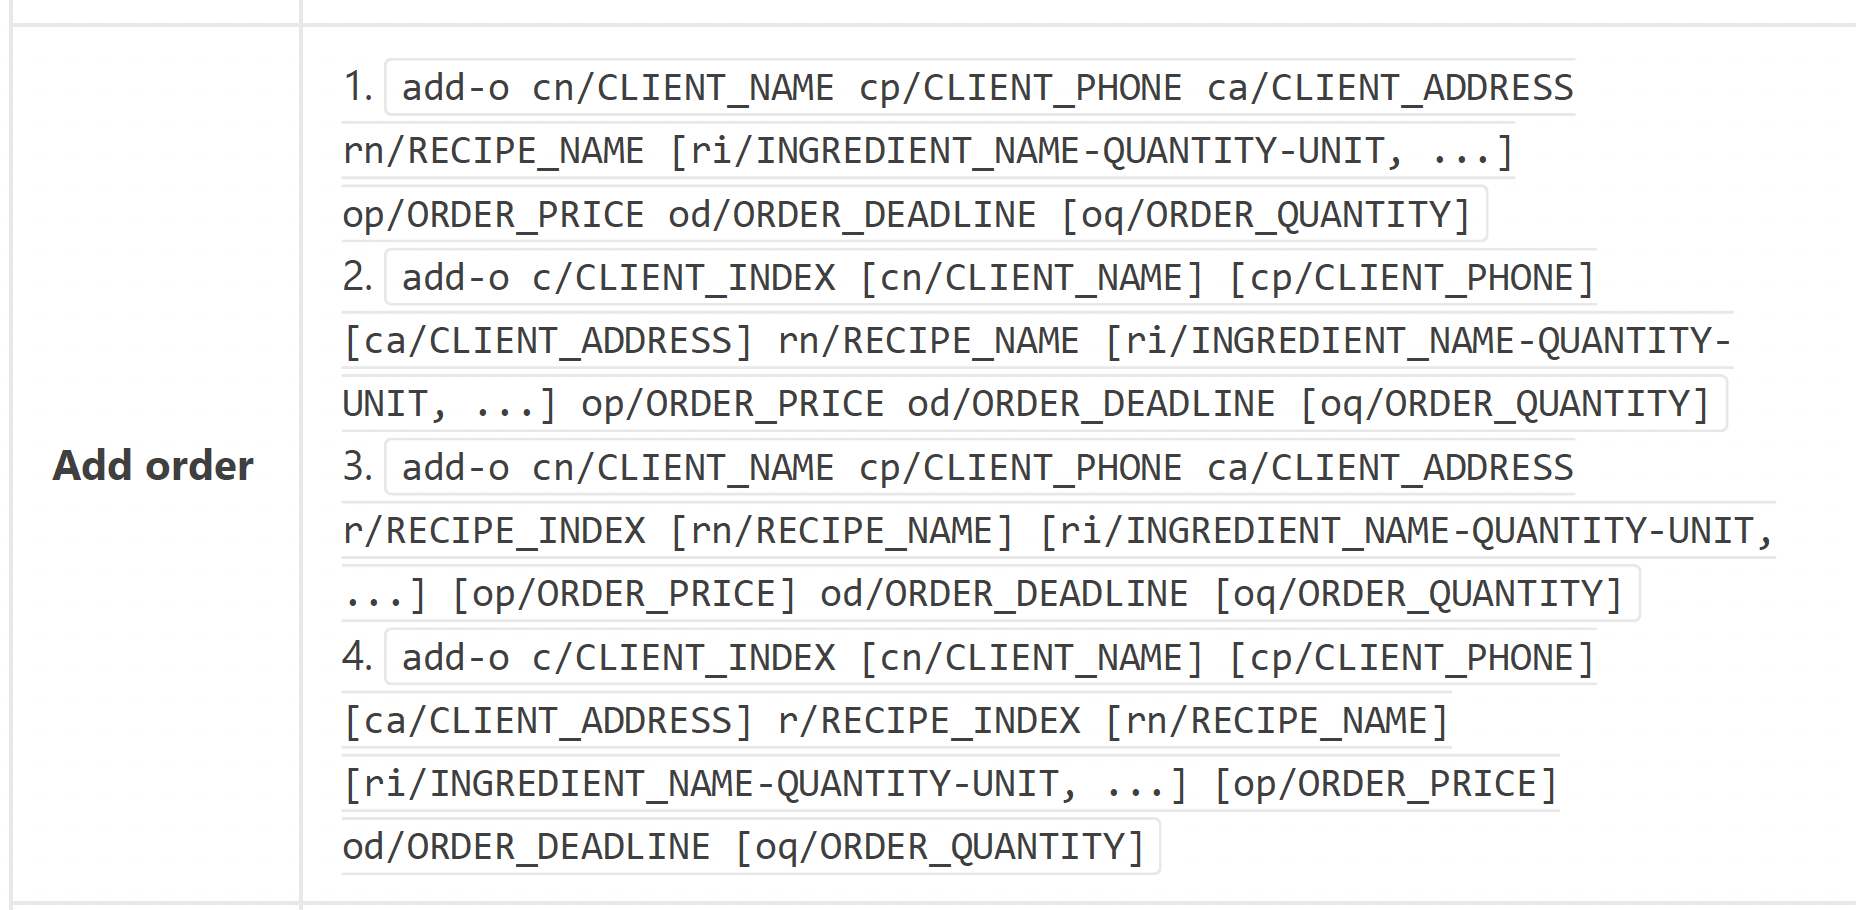 Add order
1. add-o cn/CLIENT_NAME cp/CLIENT_PHONE ca/CLIENT_ADDRESS
rn/RECIPE_NAME [ri/INGREDIENT_NAME-QUANTITY-UNIT, ...]
op/ORDER_PRICE od/ORDER_DEADLINE [oq/ORDER_QUANTITY]
2. add-o c/CLIENT_INDEX [cn/CLIENT_NAME] [cp/CLIENT_PHONE]
[ca/CLIENT_ADDRESS] rn/RECIPE_NAME [ri/INGREDIENT_NAME-QUANTITY-
UNIT, ...] op/ORDER_PRICE od/ORDER_DEADLINE [oq/ORDER_QUANTITY]
3. add-o cn/CLIENT_NAME cp/CLIENT_PHONE ca/CLIENT_ADDRESS
r/RECIPE_INDEX [rn/RECIPE_NAME] [ri/INGREDIENT_NAME-QUANTITY-UNIT,
...] [op/ORDER_PRICE] od/ORDER_DEADLINE [oq/ORDER_QUANTITY]
4. add-o c/CLIENT_INDEX [cn/CLIENT_NAME] [cp/CLIENT_PHONE]
[ca/CLIENT_ADDRESS] r/RECIPE_INDEX [rn/RECIPE_NAME]
[ri/INGREDIENT_NAME-QUANTITY-UNIT, ...] [op/ORDER_PRICE]
od/ORDER_DEADLINE [oq/ORDER_QUANTITY]